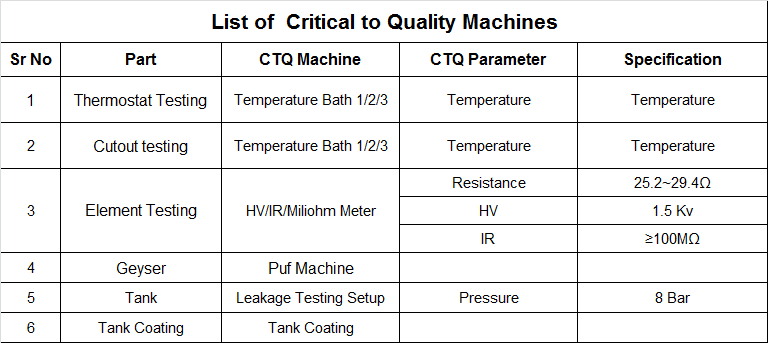 List of  Critical to Quality Machines
Sr No Part CTQ Machine CTQ Parameter Specification
1 Thermostat Testing Temperature Bath 1/2/3 Temperature Temperature
2 Cutout testing Temperature Bath 1/2/3 Temperature Temperature
3 Element Testing HV/IR/Miliohm Meter Resistance 25.2~29.4Ω
HV 1.5 Kv
IR ≥100MΩ
4 Geyser Puf Machine
5 Tank Leakage Testing Setup Pressure 8 Bar
6 Tank Coating Tank Coating